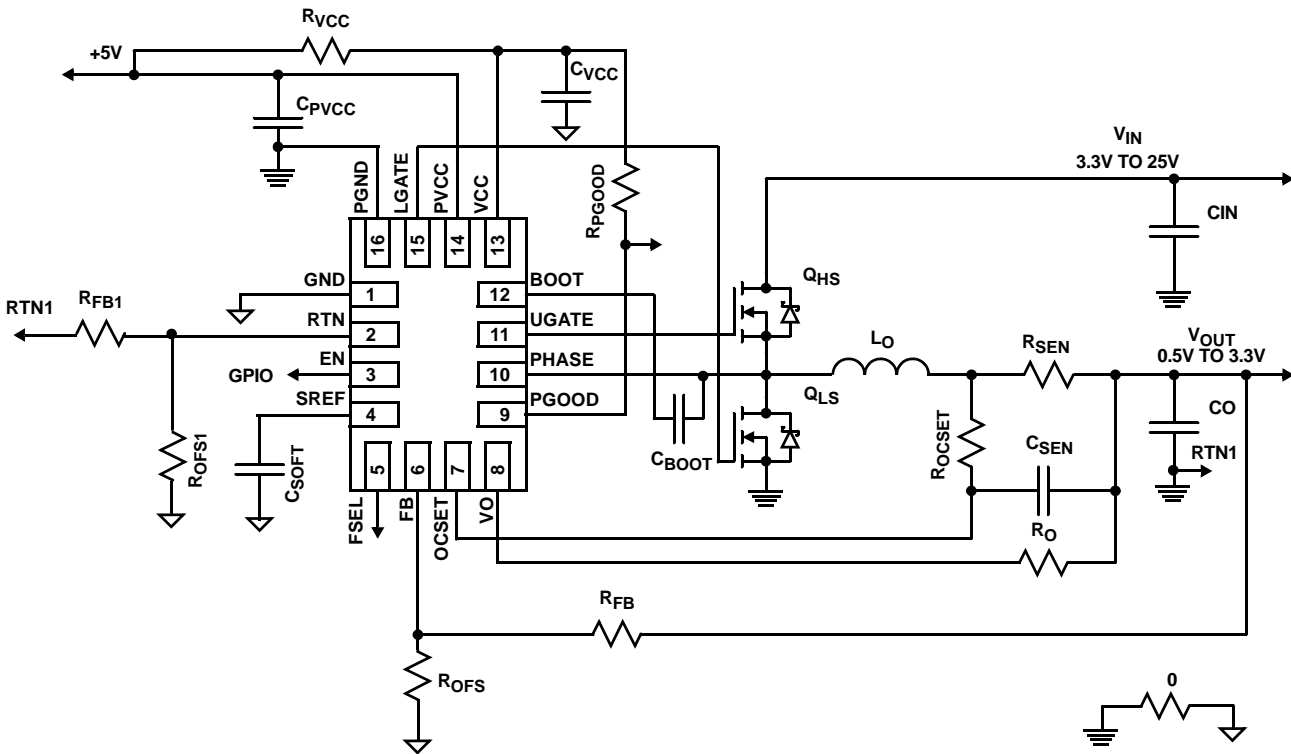 RVCC
+5V
CVCC
CPVCC
VIN
3.3V TO 25V
PGND
LGATE
PVCC
VCC
RPGOOD
CIN
16
15
14
13
QHS
GND
BOOT
1
12
RTN1
RFB1
RTN
UGATE
2
11
LO
RSEN
VOUT
0.5V TO 3.3V
EN
PHASE
GPIO
3
10
QLS
SREF
PGOOD
4
9
CO
ROFS1
CSOFT
CBOOT
ROCSET
CSEN
RTN1
5
6
7
8
FSEL
FB
OCSET
VO
RO
RFB
ROFS
0